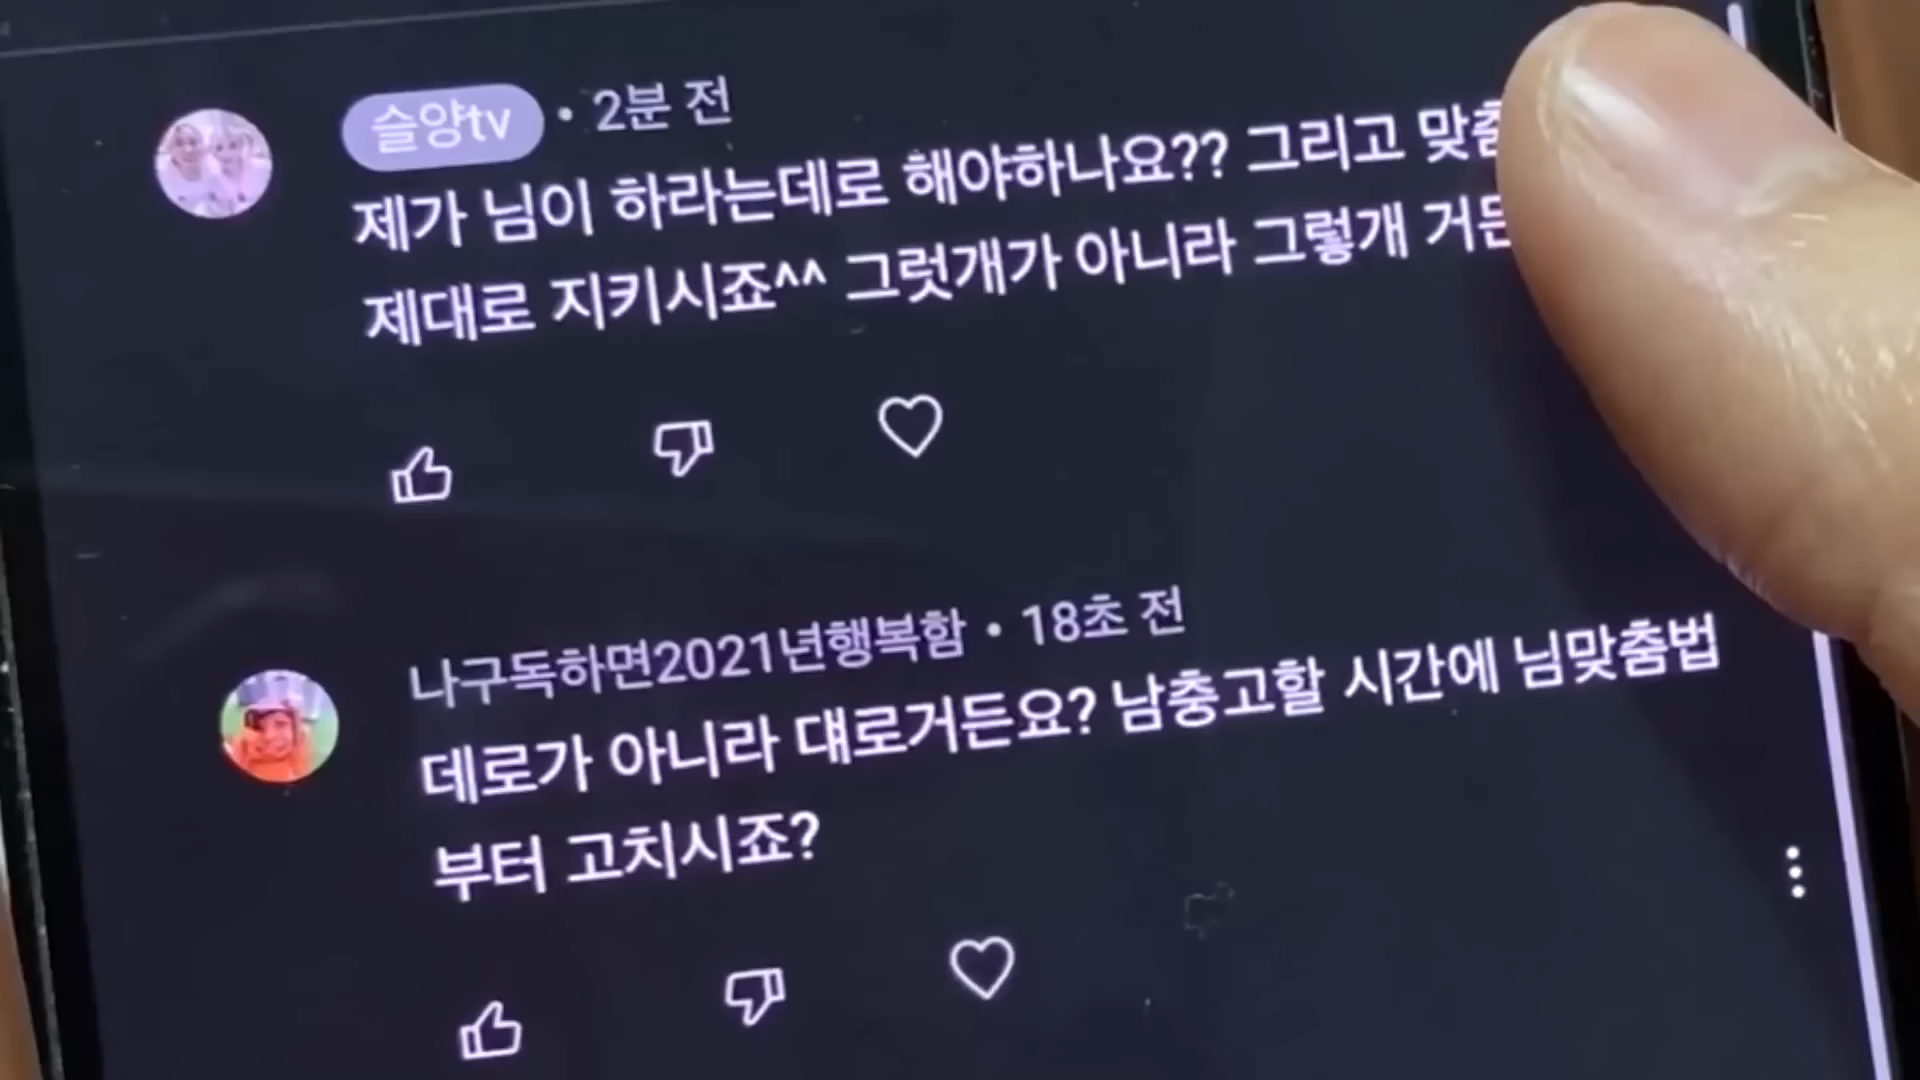 슬양tv • 2분 전
제가 님이 하라는데로 해야하나요?? 그리고
제대로 지키시죠^^ 그럿개가 아니라 그렇개
나구독하면2021년행복함 • 18초 전
데로가 아니라 댸로거든요? 남충고할 시간에 님맞춤법
부터 고치시죠?